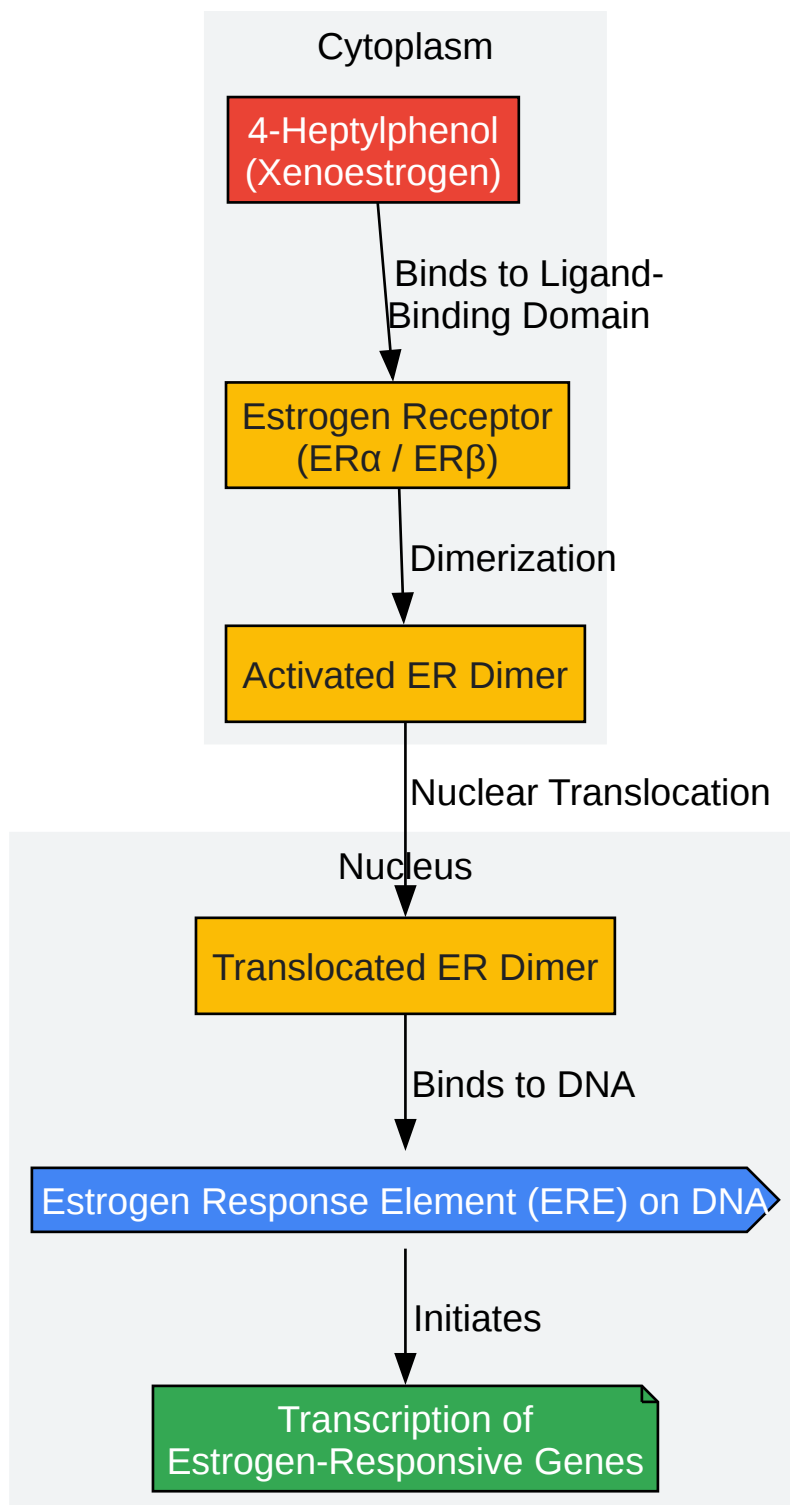 Cytoplasm
4-Heptylphenol
(Xenoestrogen)
Binds to Ligand-
Binding Domain
Estrogen Receptor
(ERα / ERβ)
Dimerization
Activated ER Dimer
Nuclear Translocation
Nucleus
Translocated ER Dimer
Binds to DNA
Estrogen Response Element (ERE) on DNA
Initiates
Transcription of
Estrogen-Responsive Genes